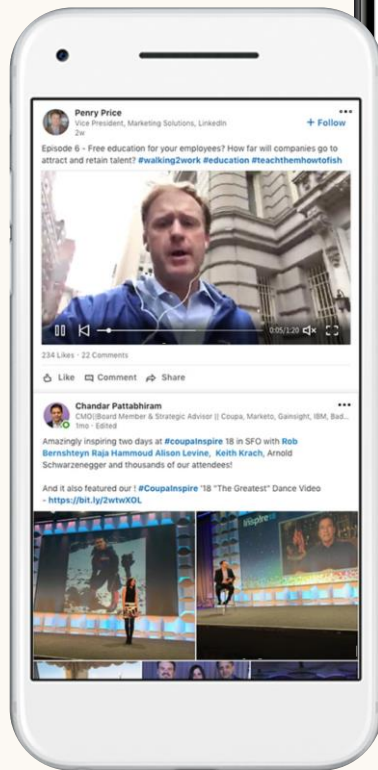 Penry Price
Vice President, Marketing Solutions, LinkedIn
2w
+ Follow
Episode 6 - Free education for your employees? How far will companies go to
attract and retain talent? #walking2work #education #teachthemhowtofish
0:05/1:20
234 Likes · 22 Comments
Like Comment Share
Chandar Pattabhiram
CMO||Board Member & Strategic Advisor || Coupa, Marketo, Gainsight, IBM, Bad...
1mo · Edited
Amazingly inspiring two days at #coupaInspire 18 in SFO with Rob
Bernshteyn Raja Hammoud Alison Levine, Keith Krach, Arnold
Schwarzenegger and thousands of our attendees!
And it also featured our ! #CoupaInspire '18 "The Greatest" Dance Video
- https://bit.ly/2wtwXOL
inspire